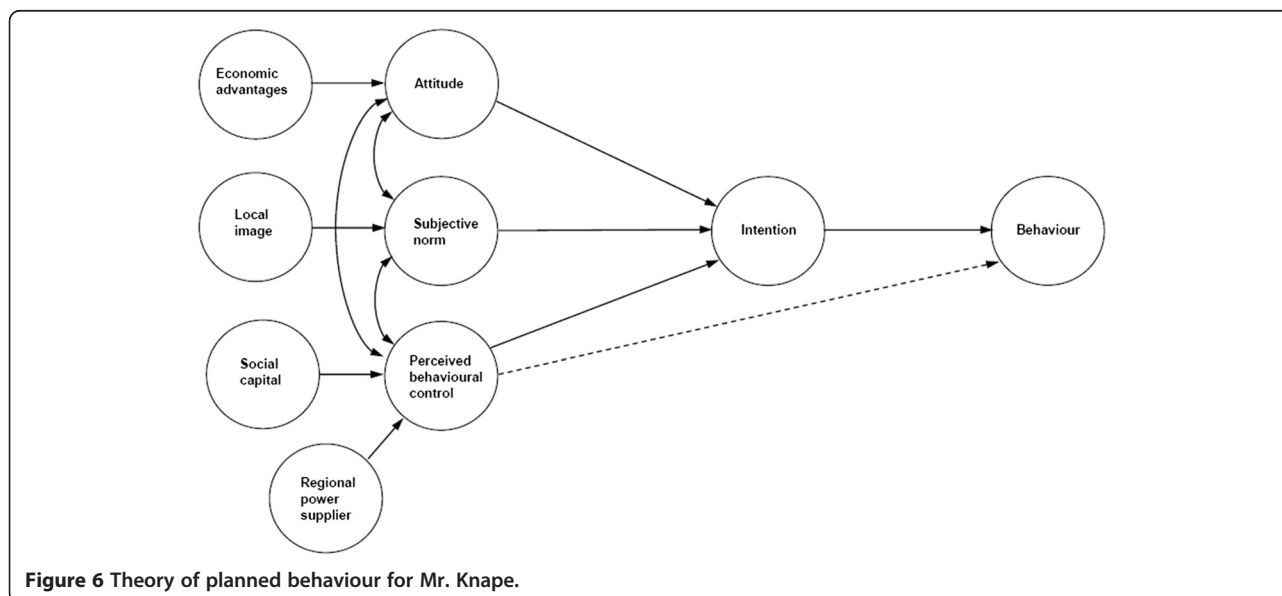 Economic
advantages
Attitude
Local
image
Subjective
norm
Intention
Behaviour
Social
capital
Perceived
behavioural
control
Regional
power
supplier
Figure 6 Theory of planned behaviour for Mr. Knape.